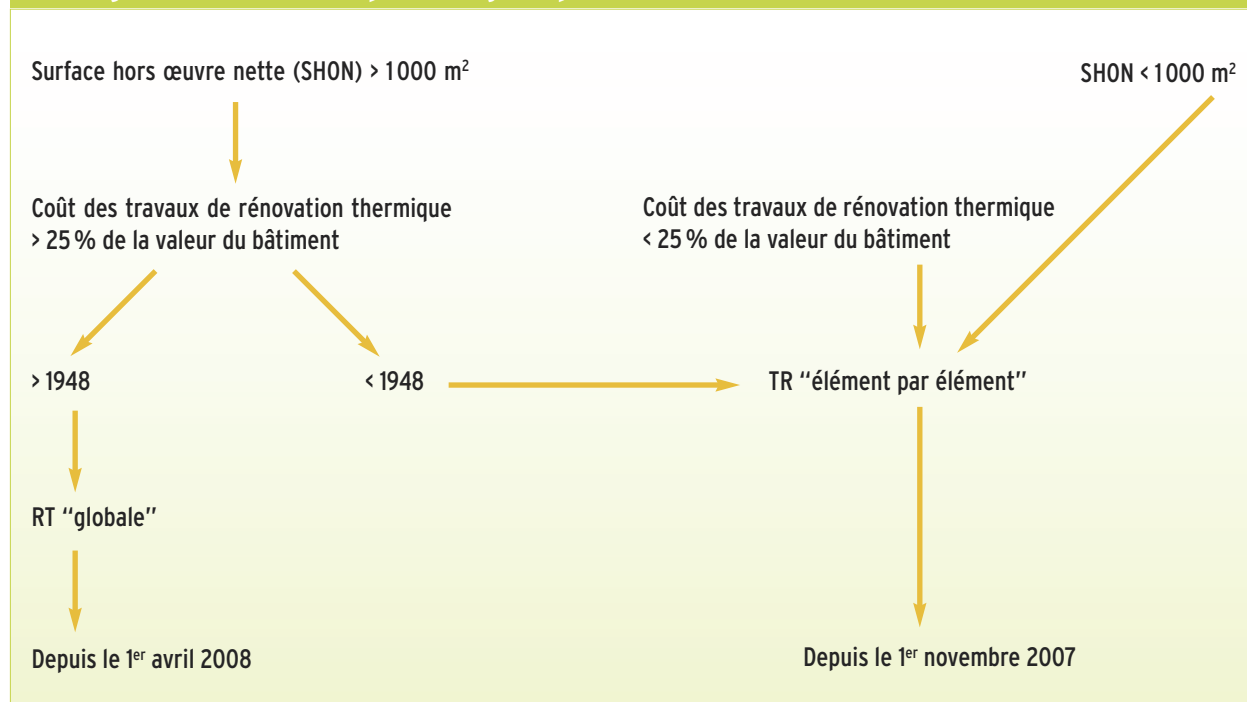 Surface hors œuvre nette (SHON) > 1000 m²
SHON < 1000 m²
Coût des travaux de rénovation thermique
> 25 % de la valeur du bâtiment
Coût des travaux de rénovation thermique
< 25 % de la valeur du bâtiment
> 1948
< 1948
TR “élément par élément”
RT “globale”
Depuis le 1er avril 2008
Depuis le 1er novembre 2007